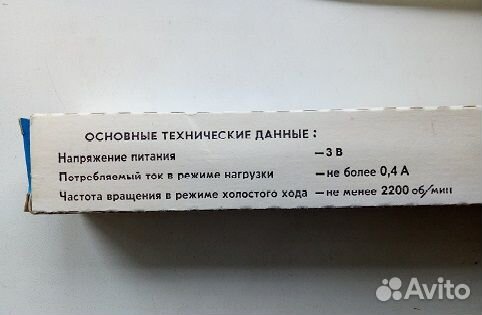 ОСНОВНЫЕ ТЕХНИЧЕСКИЕ ДАННЫЕ :
Напряжение питания – 3 В
Потребляемый ток в режиме нагрузки – не более 0,4 А
Частота вращения в режиме холостого хода – не менее 2200 об/мин
Avito